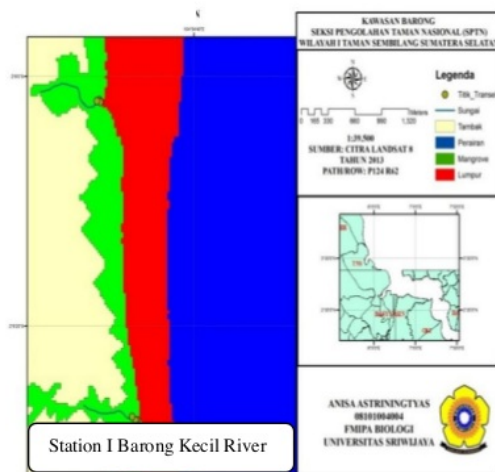 N
KAWASAN BARONG
SEKSI PENGOLAHAN TAMAN NASIONAL (SPTN)
WILAYAH I TAMAN SEMBILANG SUMATERA SELATAN
Legenda
Titik_Transek
Sungai
Tambak
Perairan
Mangrove
Lumpur
Meters
1:39,500
SUMBER: CITRA LANDSAT 8
TAHUN 2013
PATH/ROW: P124 R62
ANISA ASTRININGTYAS
08101004004
FMIPA BIOLOGI
UNIVERSITAS SRIWIJAYA
Station I Barong Kecil River